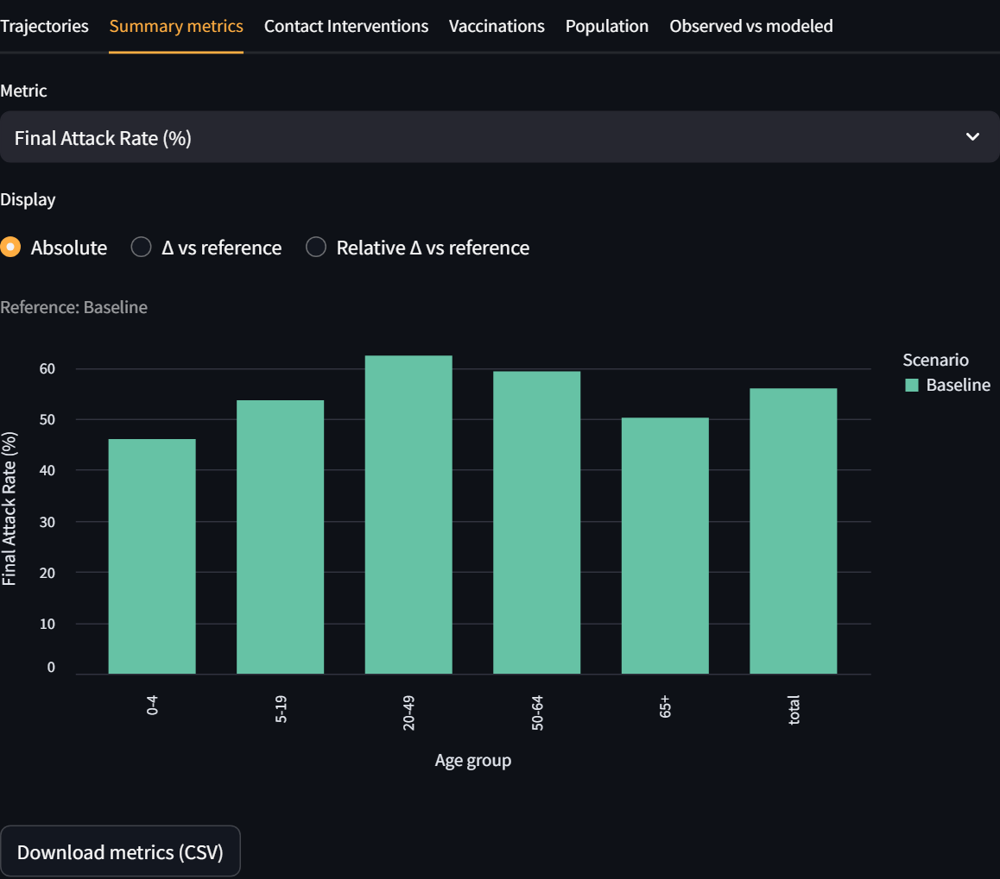 Trajectories Summary metrics Contact Interventions Vaccinations Population Observed vs modeled
Metric
Final Attack Rate (%)
Display
Absolute Δ vs reference Relative Δ vs reference
Reference: Baseline
Scenario
Baseline
Final Attack Rate (%)
60
50
40
30
20
10
0
0-4 5-19 20-49 50-64 65+ total
Age group
Download metrics (CSV)